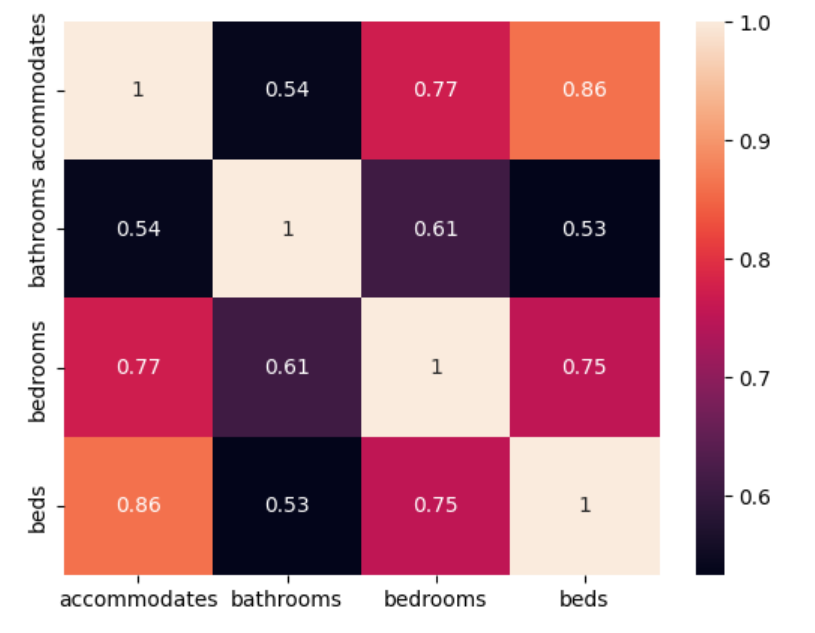 accommodates
1 0.54 0.77 0.86
bathrooms
0.54 1 0.61 0.53
bedrooms
0.77 0.61 1 0.75
beds
0.86 0.53 0.75 1
accommodates bathrooms bedrooms beds
1.0
0.9
0.8
0.7
0.6